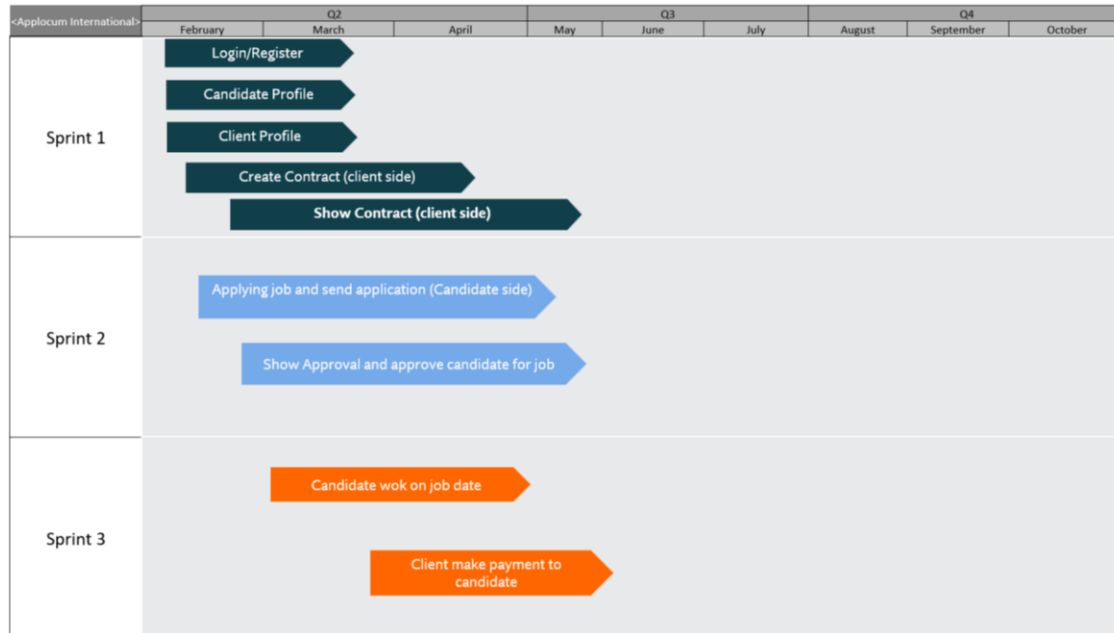 <Applocum International>
Q2
Q3
Q4
February
March
April
May
June
July
August
September
October
Sprint 1
Login/Register
Candidate Profile
Client Profile
Create Contract (client side)
Show Contract (client side)
Sprint 2
Applying job and send application (Candidate side)
Show Approval and approve candidate for job
Sprint 3
Candidate wok on job date
Client make payment to
candidate